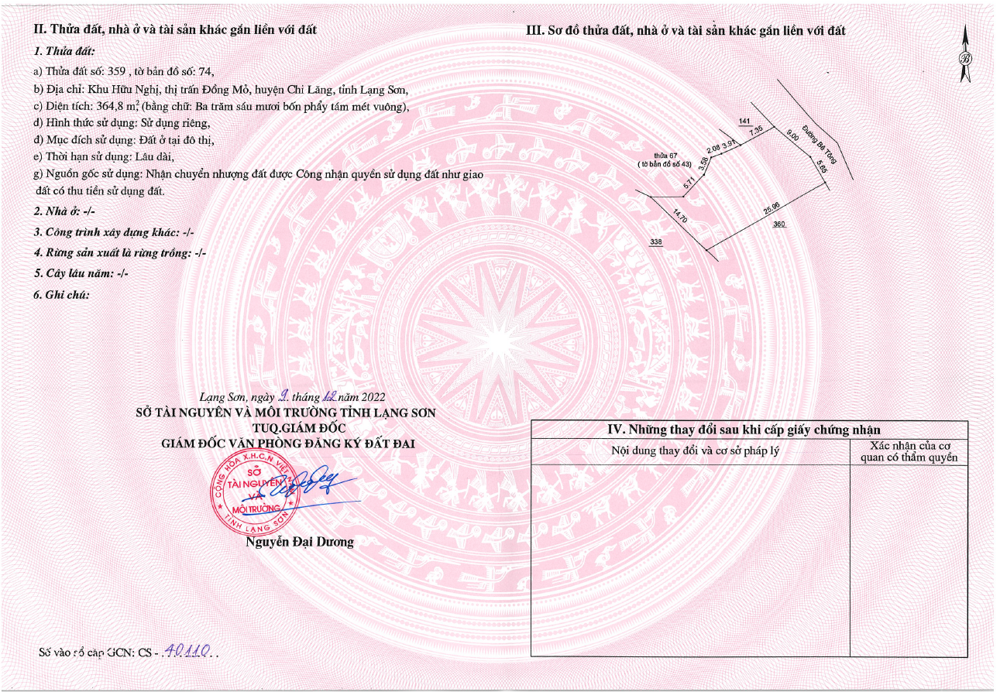 II. Thửa đất, nhà ở và tài sản khác gắn liền với đất
1. Thửa đất:
a) Thửa đất số: 359 , tờ bản đồ số: 74,
b) Địa chỉ: Khu Hữu Nghị, thị trấn Đồng Mỏ, huyện Chi Lăng, tỉnh Lạng Sơn,
c) Diện tích: 364,8 m², (bằng chữ: Ba trăm sáu mươi bốn phẩy tám mét vuông),
d) Hình thức sử dụng: Sử dụng riêng,
đ) Mục đích sử dụng: Đất ở tại đô thị,
e) Thời hạn sử dụng: Lâu dài,
g) Nguồn gốc sử dụng: Nhận chuyển nhượng đất được Công nhận quyền sử dụng đất như giao
đất có thu tiền sử dụng đất.
2. Nhà ở: -/-
3. Công trình xây dựng khác: -/-
4. Rừng sản xuất là rừng trồng: -/-
5. Cây lâu năm: -/-
6. Ghi chú:
Lạng Sơn, ngày 9. tháng 12 năm 2022
SỞ TÀI NGUYÊN VÀ MÔI TRƯỜNG TỈNH LẠNG SƠN
TUQ.GIÁM ĐỐC
GIÁM ĐỐC VĂN PHÒNG ĐĂNG KÝ ĐẤT ĐAI
CỘNG HÒA X.H.C.N VIỆT NAM
SỞ
TÀI NGUYÊN
VÀ
MÔI TRƯỜNG
TỈNH LẠNG SƠN
Nguyễn Đại Dương
Số vào sổ cấp GCN: CS - .40110. .
III. Sơ đồ thửa đất, nhà ở và tài sản khác gắn liền với đất
B
141
7.35
9.00
Đường Bê Tông
2.08
3.91
thửa 67
( tờ bản đồ số 43)
3.58
5.65
5.71
14.70
25.96
360
338
IV. Những thay đổi sau khi cấp giấy chứng nhận
Nội dung thay đổi và cơ sở pháp lý
Xác nhận của cơ
quan có thẩm quyền